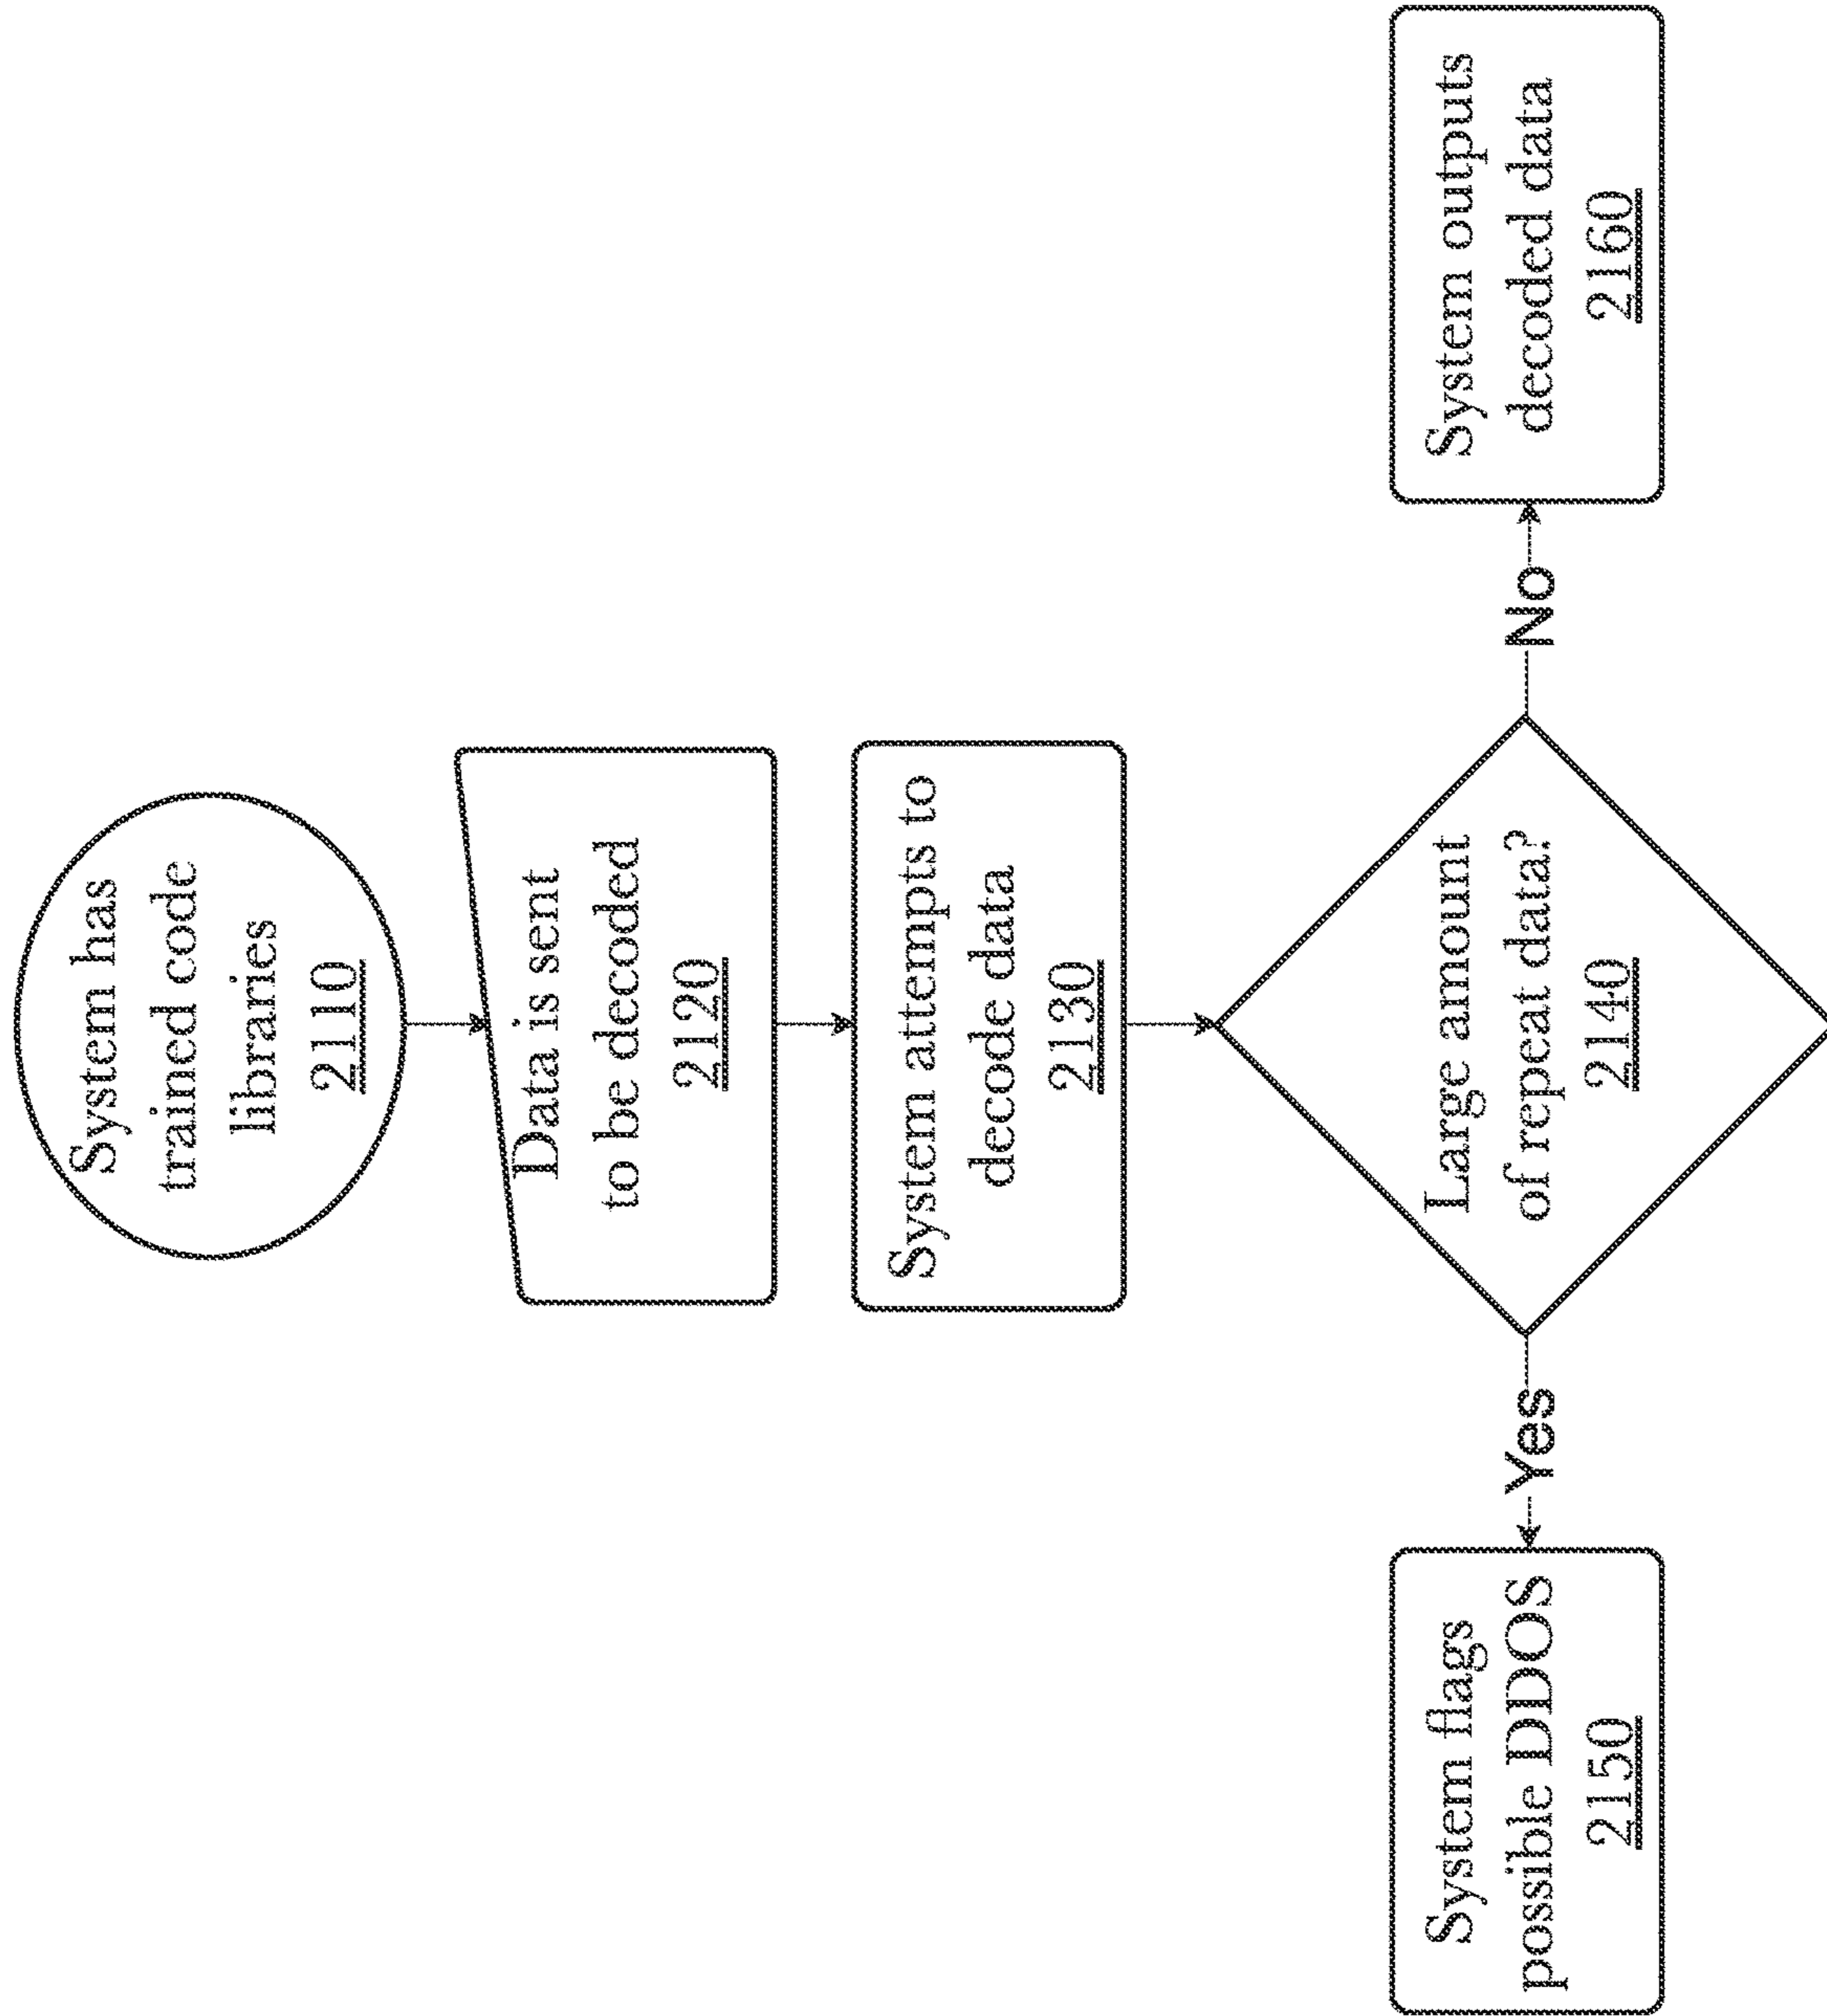 System has
trained code
libraries
2110
Data is sent
to be decoded
2120
System attempts to
decode data
2130
Large amount
of repeat data?
2140
Yes
No
System flags
possible DDOS
2150
System outputs
decoded data
2160